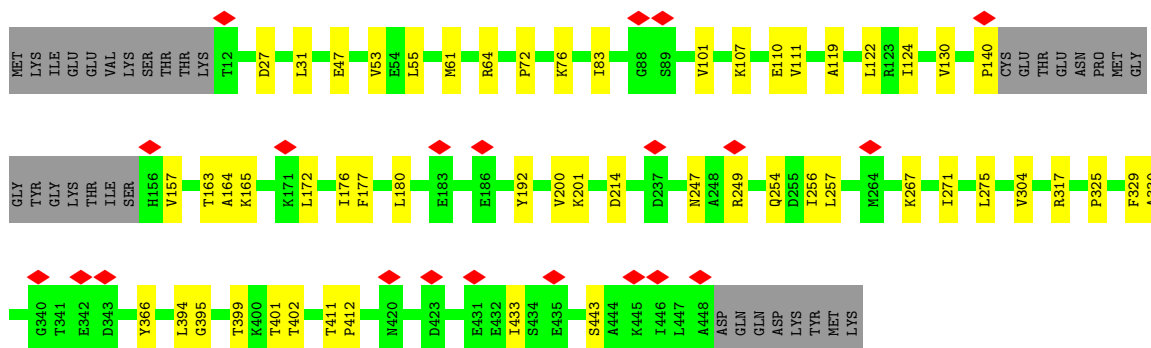 MET LYS ILE GLU GLU VAL LYS SER THR THR LYS T12 D27 L31 E47 V53 E54 L55 M61 R64 P72 K76 I83 G88 S89 V101 K107 E110 V111 A119 L122 R123 I124 V130 P140 CYS GLU THR GLU ASN PRO MET GLY
GLY TYR GLY LYS THR ILE SER H156 V157 T163 A164 K165 K171 L172 I176 F177 L180 E183 E186 Y192 V200 K201 D214 D237 N247 A248 R249 Q254 D255 I256 L257 M264 K267 I271 L275 V304 R317 P325 F329
G340 T341 E342 D343 Y366 L394 G395 T399 K400 T401 T402 T411 P412 N420 D423 E431 E432 I433 S434 E435 S443 A444 K445 I446 L447 A448 ASP GLN GLN ASP LYS TYR MET LYS